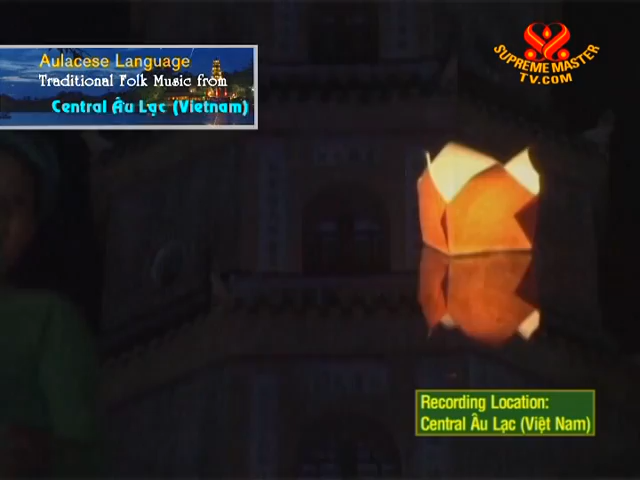 Aulacese Language
Traditional Folk Music from
Central Âu Lạc (Vietnam)
SUPREME MASTER
TV.COM
Recording Location:
Central Âu Lạc (Việt Nam)